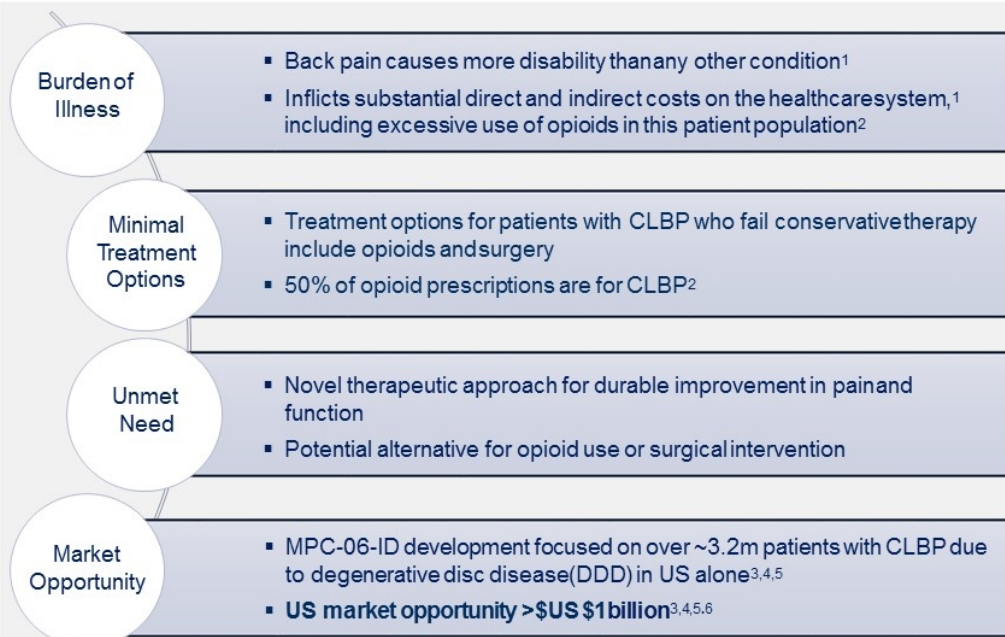 Burden of
Illness
▪ Back pain causes more disability thanany other condition1
▪ Inflicts substantial direct and indirect costs on thehealthcaresystem,1
including excessive use of opioids in this patient population2
Minimal
Treatment
Options
▪ Treatment options for patients with CLBP who fail conservativetherapy
include opioids andsurgery
▪ 50% of opioid prescriptions are for CLBP2
Unmet
Need
▪ Novel therapeutic approach for durable improvement in painand
function
▪ Potential alternative for opioid use or surgicalintervention
Market
Opportunity
▪ MPC-06-ID development focused on over ~3.2m patients with CLBP due
to degenerative disc disease(DDD) in US alone3,4,5
▪ US market opportunity >$US $1billion3,4,5.6